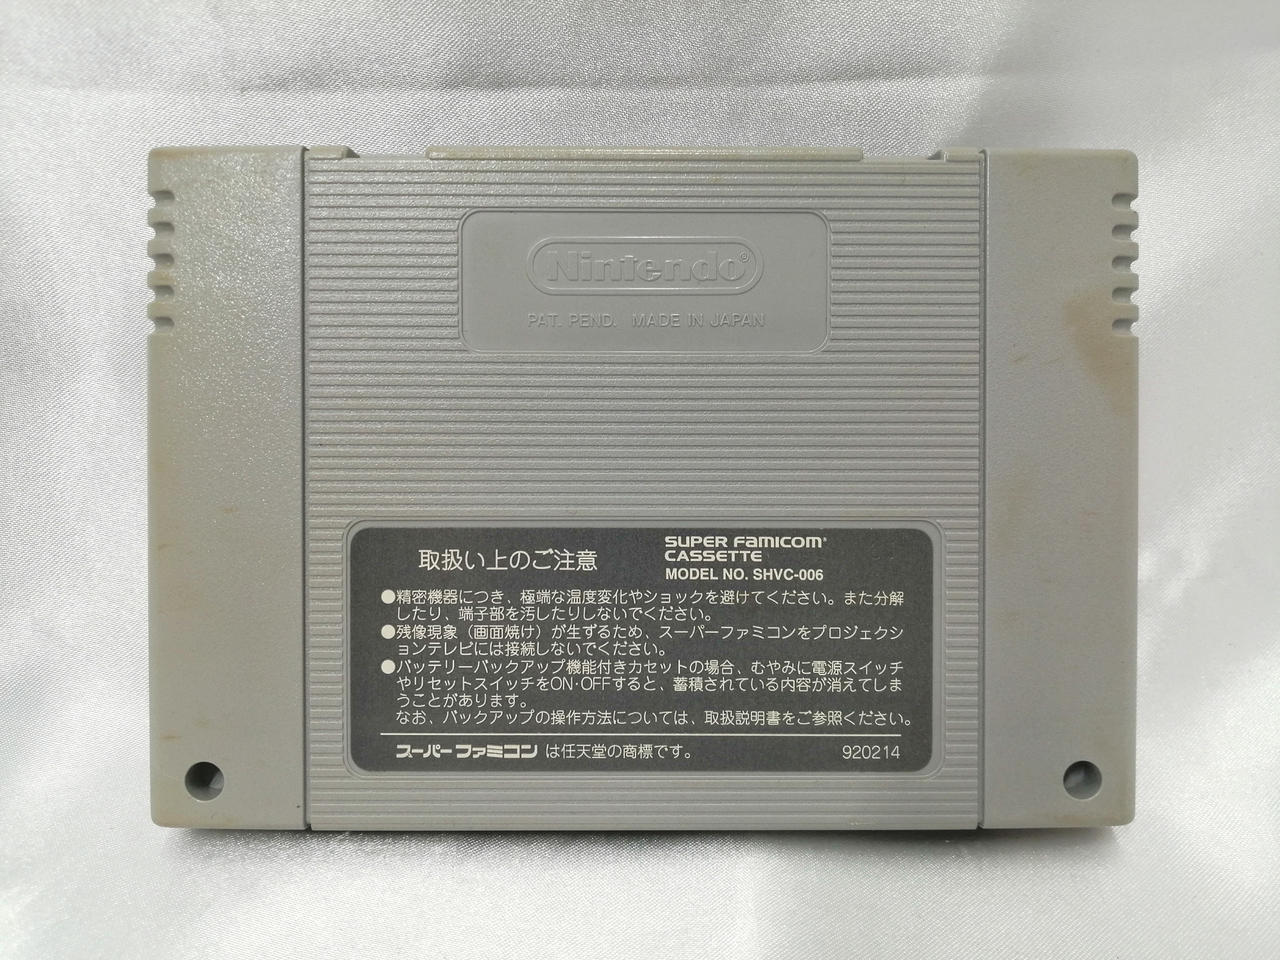 Nintendo®
PAT. PEND. MADE IN JAPAN
取扱い上のご注意
SUPER FAMICOM®
CASSETTE
MODEL NO. SHVC-006
●精密機器につき、極端な温度変化やショックを避けてください。また分解
したり、端子部を汚したりしないでください。
●残像現象（画面焼け）が生ずるため、スーパーファミコンをプロジェクシ
ョンテレビには接続しないでください。
●バッテリーバックアップ機能付きカセットの場合、むやみに電源スイッチ
やリセットスイッチをON・OFFすると、蓄積されている内容が消えてしま
うことがあります。
なお、バックアップの操作方法については、取扱説明書をご参照ください。
スーパーファミコン は任天堂の商標です。
920214